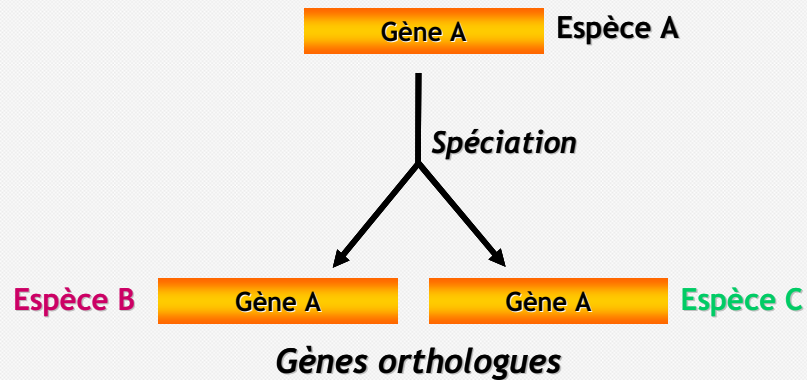 Gène A Espèce A
Spéciation
Espèce B Gène A Gène A Espèce C
Gènes orthologues